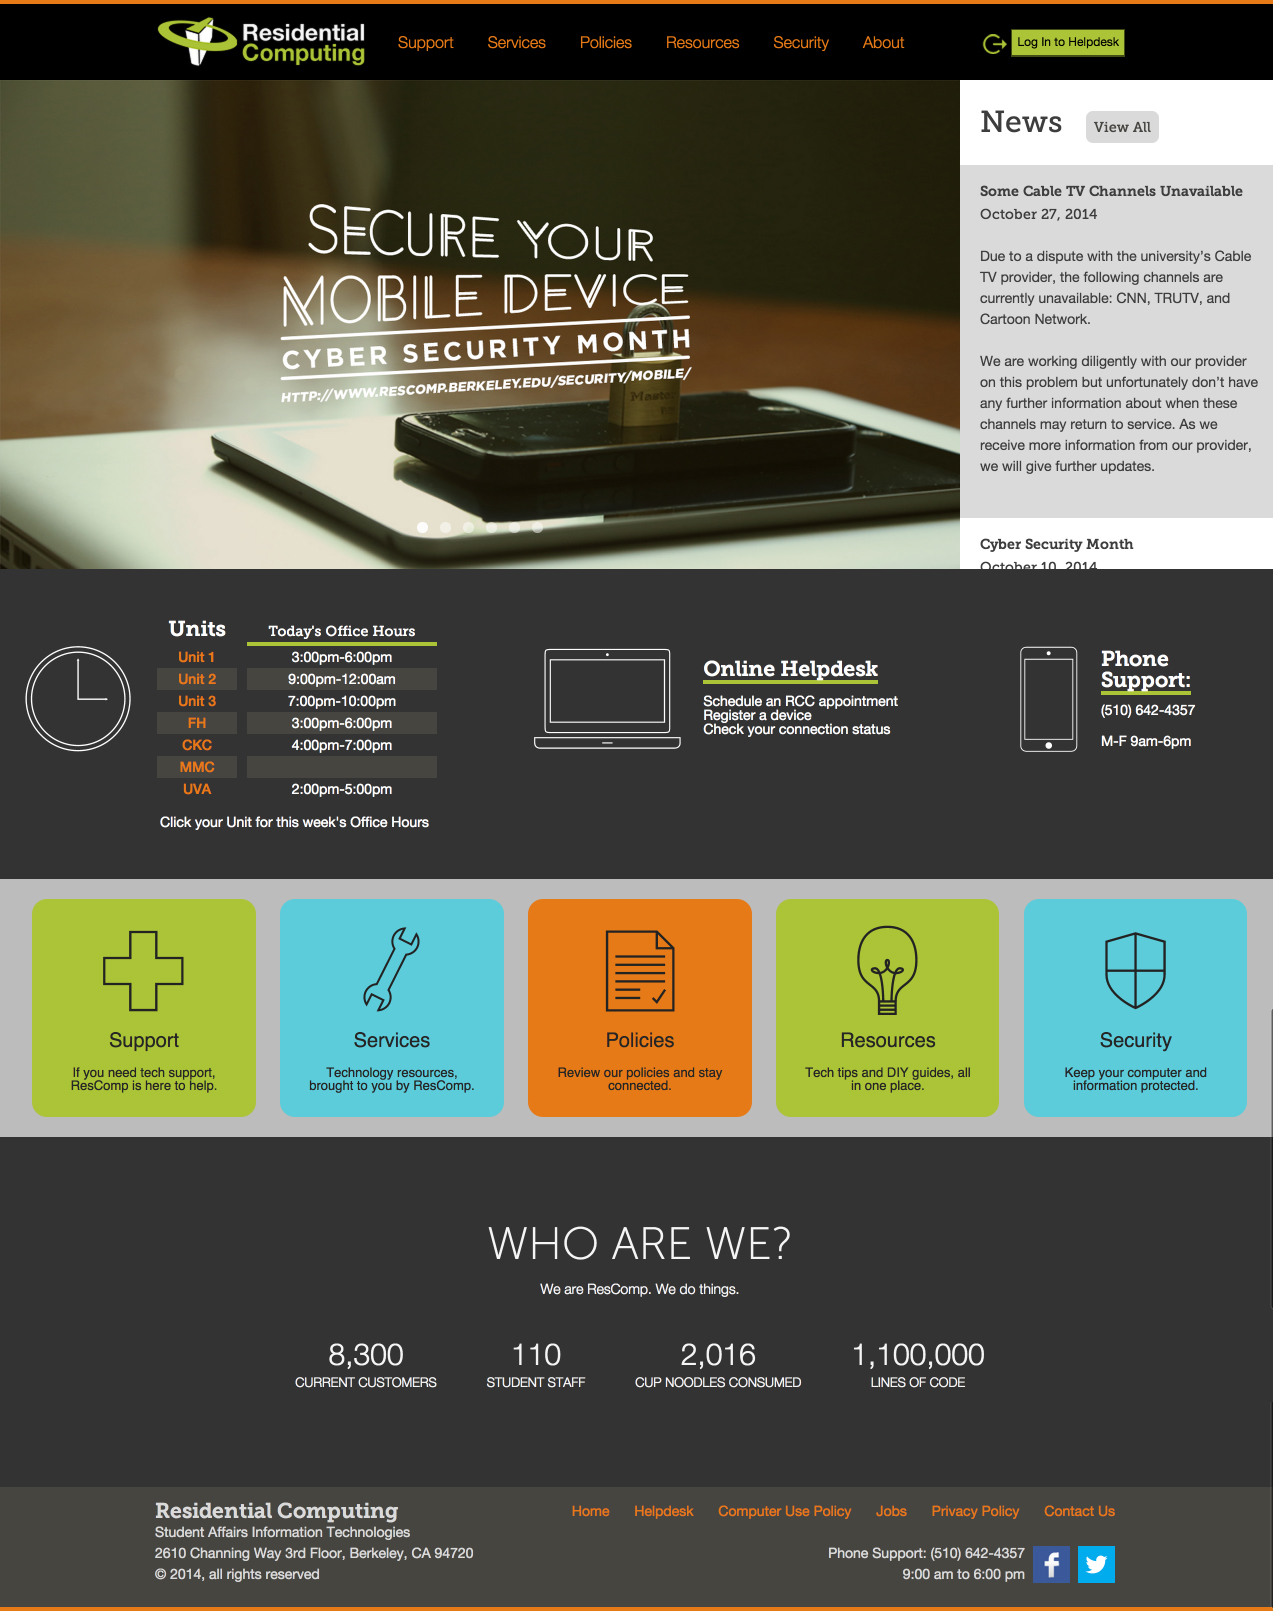 Residential
Computing
Support
Services
Policies
Resources
Security
About
Log In to Helpdesk
SECURE YOUR
MOBILE DEVICE
CYBER SECURITY MONTH
HTTP://WWW.RESCOMP.BERKELEY.EDU/SECURITY/MOBILE/
Master
News
View All
Some Cable TV Channels Unavailable
October 27, 2014
Due to a dispute with the university's Cable
TV provider, the following channels are
currently unavailable: CNN, TRUTV, and
Cartoon Network.
We are working diligently with our provider
on this problem but unfortunately don't have
any further information about when these
channels may return to service. As we
receive more information from our provider,
we will give further updates.
Cyber Security Month
October 10, 2014
Units Today's Office Hours
Unit 1 3:00pm-6:00pm
Unit 2 9:00pm-12:00am
Unit 3 7:00pm-10:00pm
FH 3:00pm-6:00pm
CKC 4:00pm-7:00pm
MMC
UVA 2:00pm-5:00pm
Click your Unit for this week's Office Hours
Online Helpdesk
Schedule an RCC appointment
Register a device
Check your connection status
Phone
Support:
(510) 642-4357
M-F 9am-6pm
Support
If you need tech support,
ResComp is here to help.
Services
Technology resources,
brought to you by ResComp.
Policies
Review our policies and stay
connected.
Resources
Tech tips and DIY guides, all
in one place.
Security
Keep your computer and
information protected.
WHO ARE WE?
We are ResComp. We do things.
8,300
CURRENT CUSTOMERS
110
STUDENT STAFF
2,016
CUP NOODLES CONSUMED
1,100,000
LINES OF CODE
Residential Computing
Student Affairs Information Technologies
2610 Channing Way 3rd Floor, Berkeley, CA 94720
© 2014, all rights reserved
Home
Helpdesk
Computer Use Policy
Jobs
Privacy Policy
Contact Us
Phone Support: (510) 642-4357
9:00 am to 6:00 pm